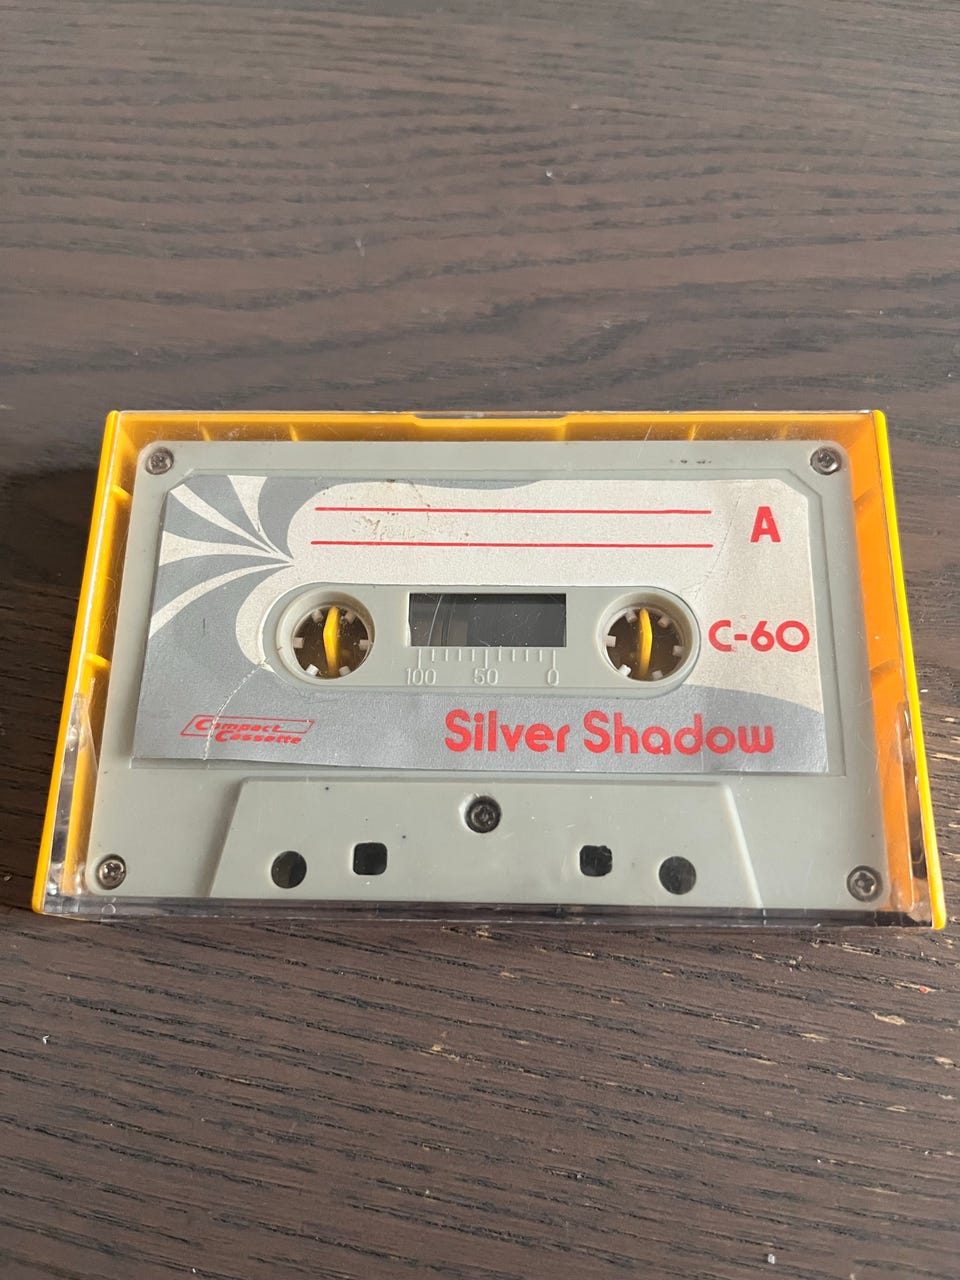 A
C-60
100 50 0
Compact
Cassette
Silver Shadow